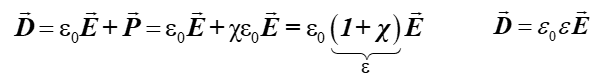 D⃗ = ε₀E⃗ + P⃗ = ε₀E⃗ + χε₀E⃗ = ε₀(1 + χ)E⃗ D⃗ = ε₀εE⃗
ε